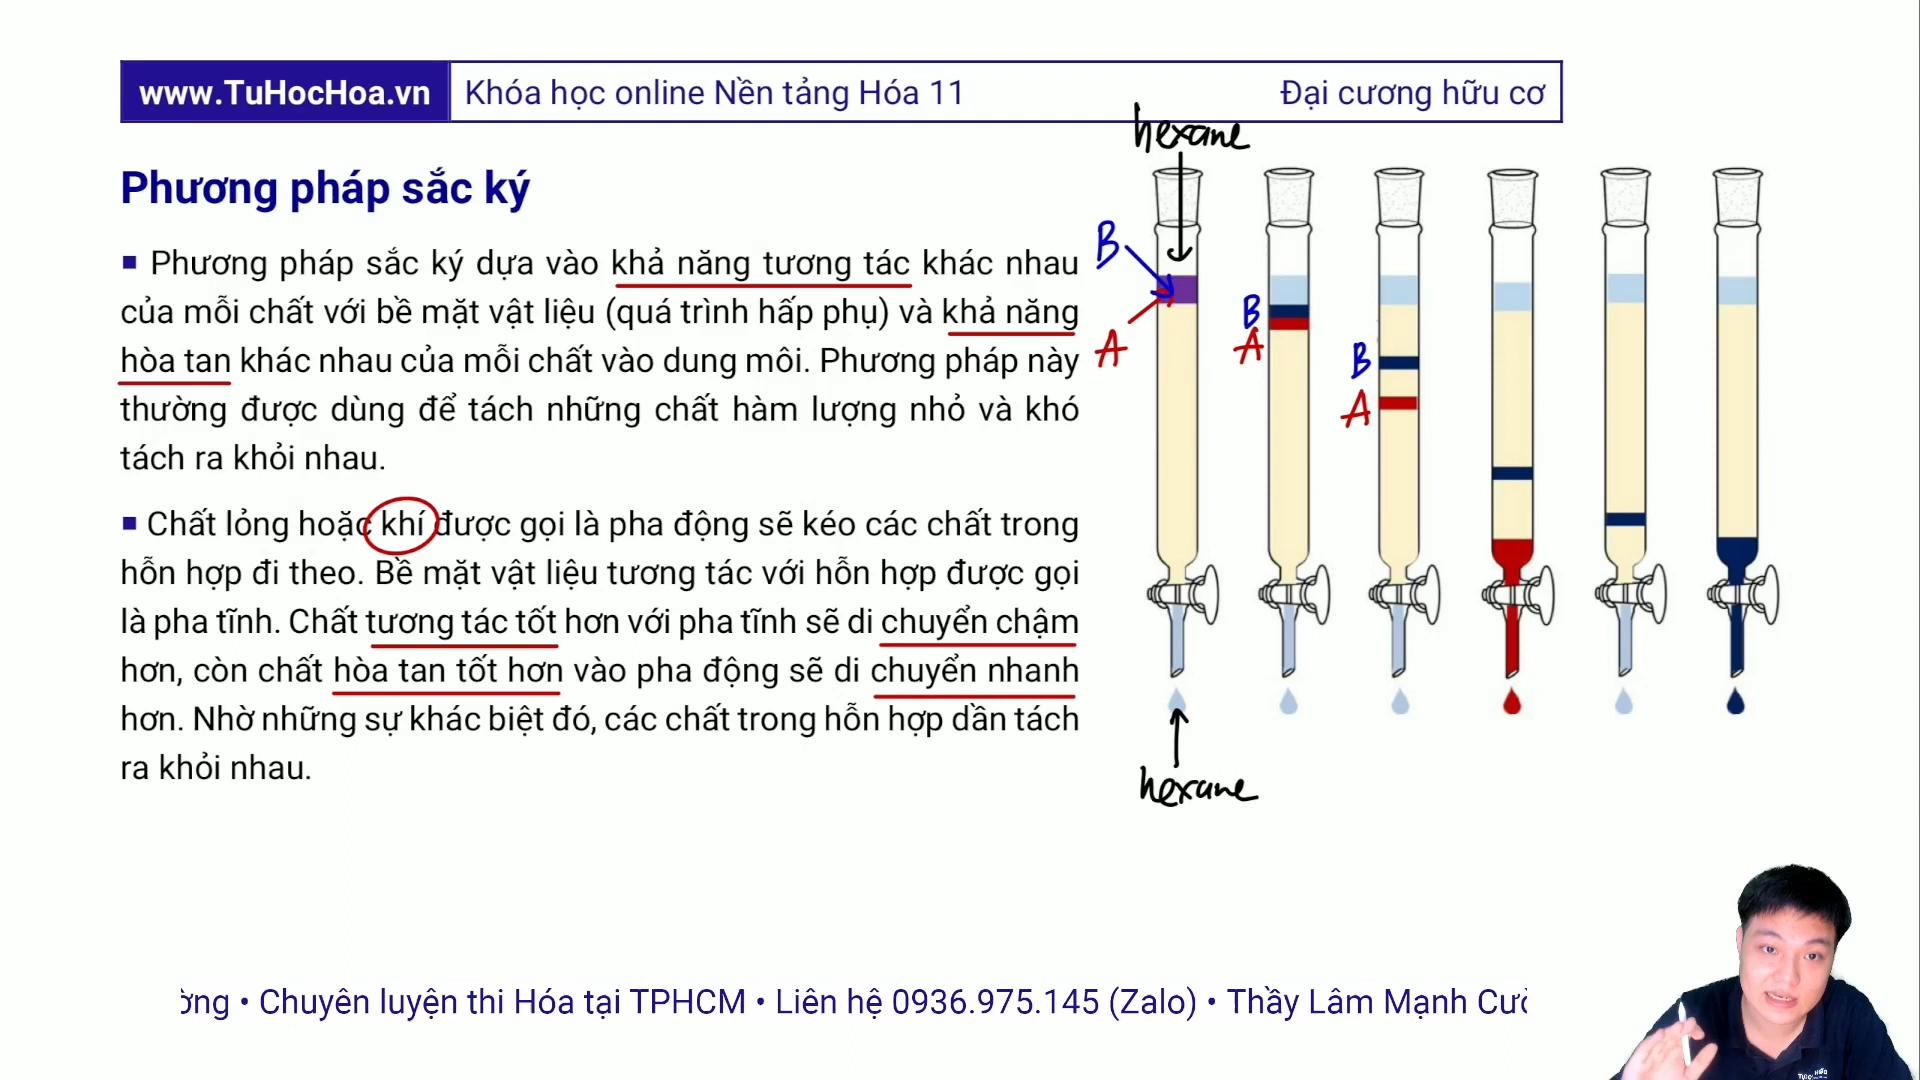 www.TuHocHoa.vn Khóa học online Nền tảng Hóa 11 Đại cương hữu cơ
hexane
Phương pháp sắc ký
▪ Phương pháp sắc ký dựa vào khả năng tương tác khác nhau
của mỗi chất với bề mặt vật liệu (quá trình hấp phụ) và khả năng
hòa tan khác nhau của mỗi chất vào dung môi. Phương pháp này
thường được dùng để tách những chất hàm lượng nhỏ và khó
tách ra khỏi nhau.
▪ Chất lỏng hoặc khí được gọi là pha động sẽ kéo các chất trong
hỗn hợp đi theo. Bề mặt vật liệu tương tác với hỗn hợp được gọi
là pha tĩnh. Chất tương tác tốt hơn với pha tĩnh sẽ di chuyển chậm
hơn, còn chất hòa tan tốt hơn vào pha động sẽ di chuyển nhanh
hơn. Nhờ những sự khác biệt đó, các chất trong hỗn hợp dần tách
ra khỏi nhau.
B
A
B
A
B
A
hexane
ờng • Chuyên luyện thi Hóa tại TPHCM • Liên hệ 0936.975.145 (Zalo) • Thầy Lâm Mạnh Cườ